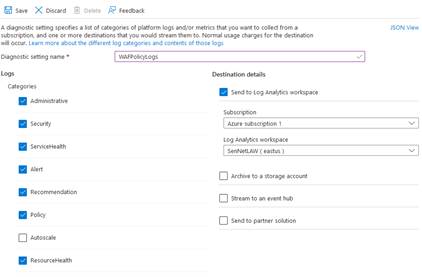 Save Discard Delete Feedback
A diagnostic setting specifies a list of categories of platform logs and/or metrics that you want to collect from a
subscription, and one or more destinations that you would stream them to. Normal usage charges for the destination
will occur. Learn more about the different log categories and contents of those logs
JSON View
Diagnostic setting name * WAFPolicyLogs
Logs
Categories
Administrative
Security
ServiceHealth
Alert
Recommendation
Policy
Autoscale
ResourceHealth
Destination details
Send to Log Analytics workspace
Subscription
Azure subscription 1
Log Analytics workspace
SenNetLAW ( eastus )
Archive to a storage account
Stream to an event hub
Send to partner solution